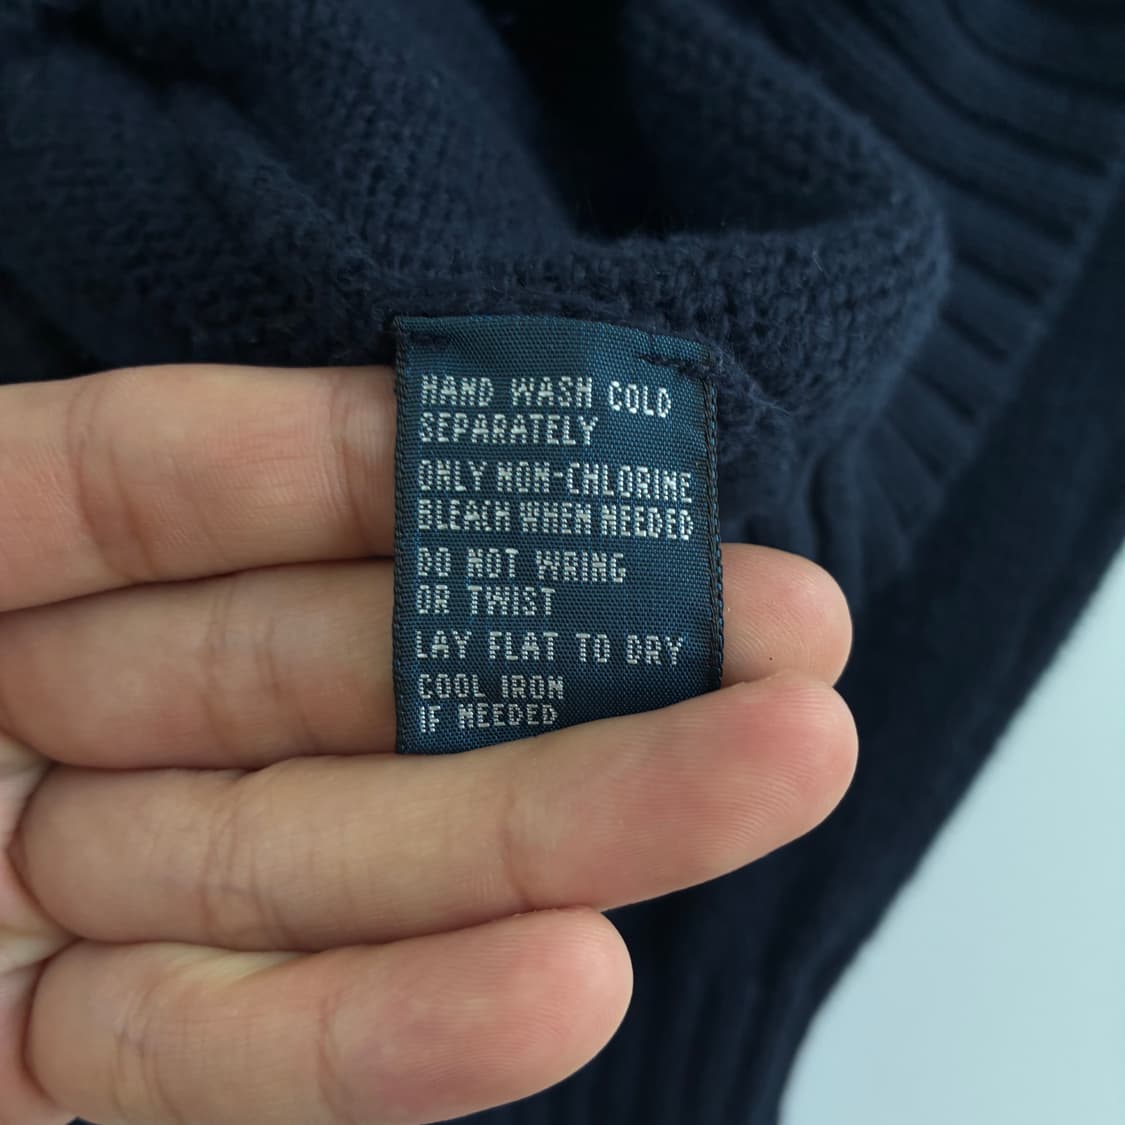 HAND WASH COLD
SEPARATELY
ONLY NON-CHLORINE
BLEACH WHEN NEEDED
DO NOT WRING
OR TWIST
LAY FLAT TO DRY
COOL IRON
IF NEEDED